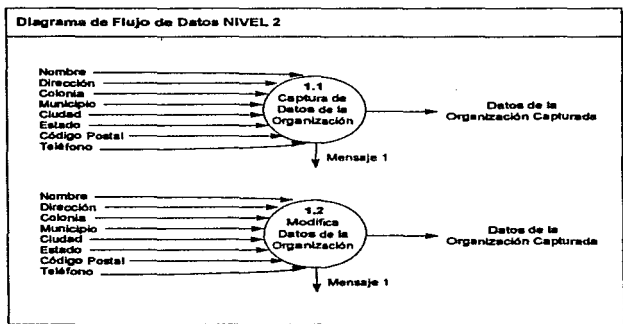 Diagrama de Flujo de Datos NIVEL 2
Nombre
Dirección
Colonia
Municipio
Ciudad
Estado
Código Postal
Teléfono
1.1
Captura de
Datos de la
Organización
Datos de la
Organización Capturada
Mensaje 1
Nombre
Dirección
Colonia
Municipio
Ciudad
Estado
Código Postal
Teléfono
1.2
Modifica
Datos de la
Organización
Datos de la
Organización Capturada
Mensaje 1